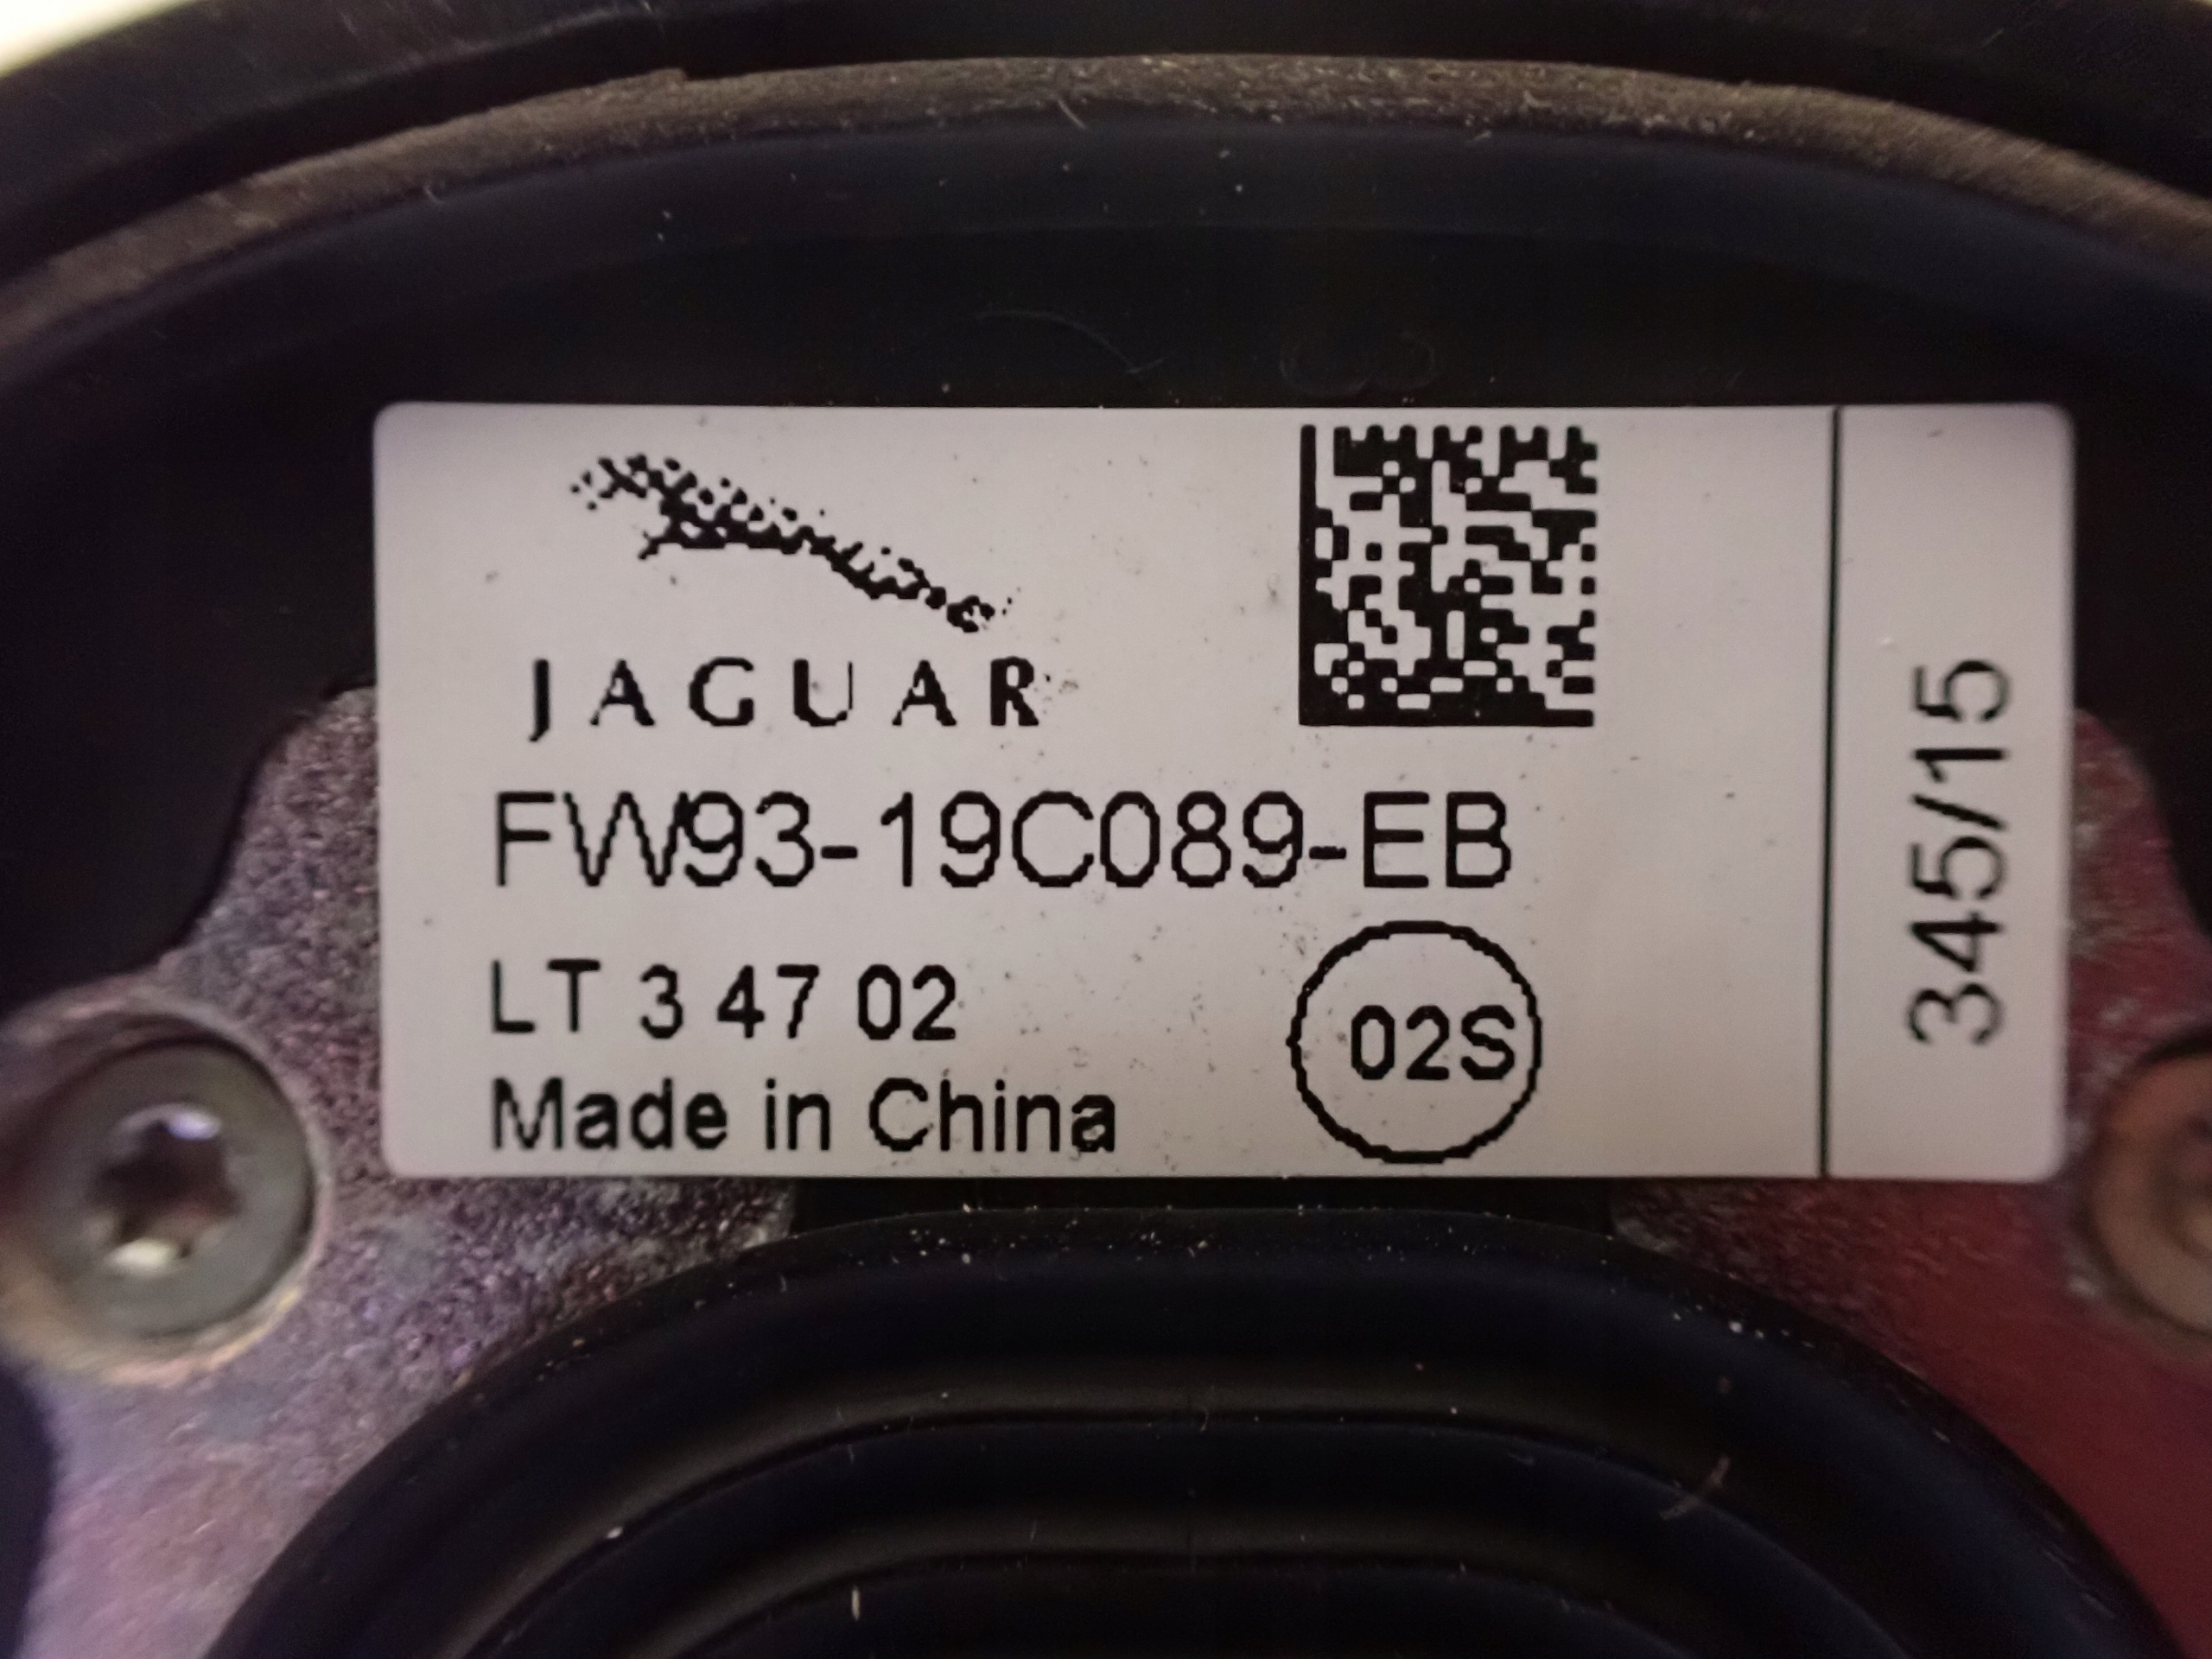 JAGUAR
FW93-19C089-EB
LT 3 47 02
02S
Made in China
345/15